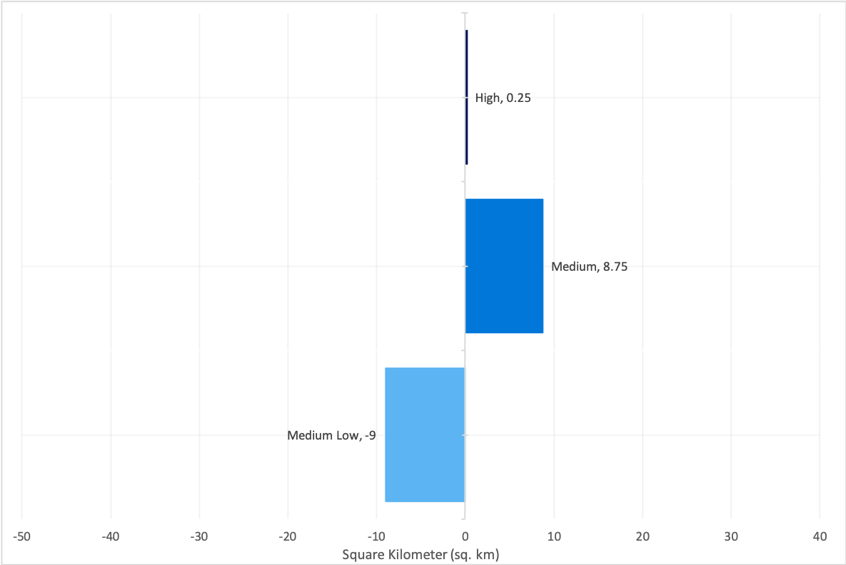 High, 0.25
Medium, 8.75
Medium Low, -9
-50 -40 -30 -20 -10 0 10 20 30 40
Square Kilometer (sq. km)